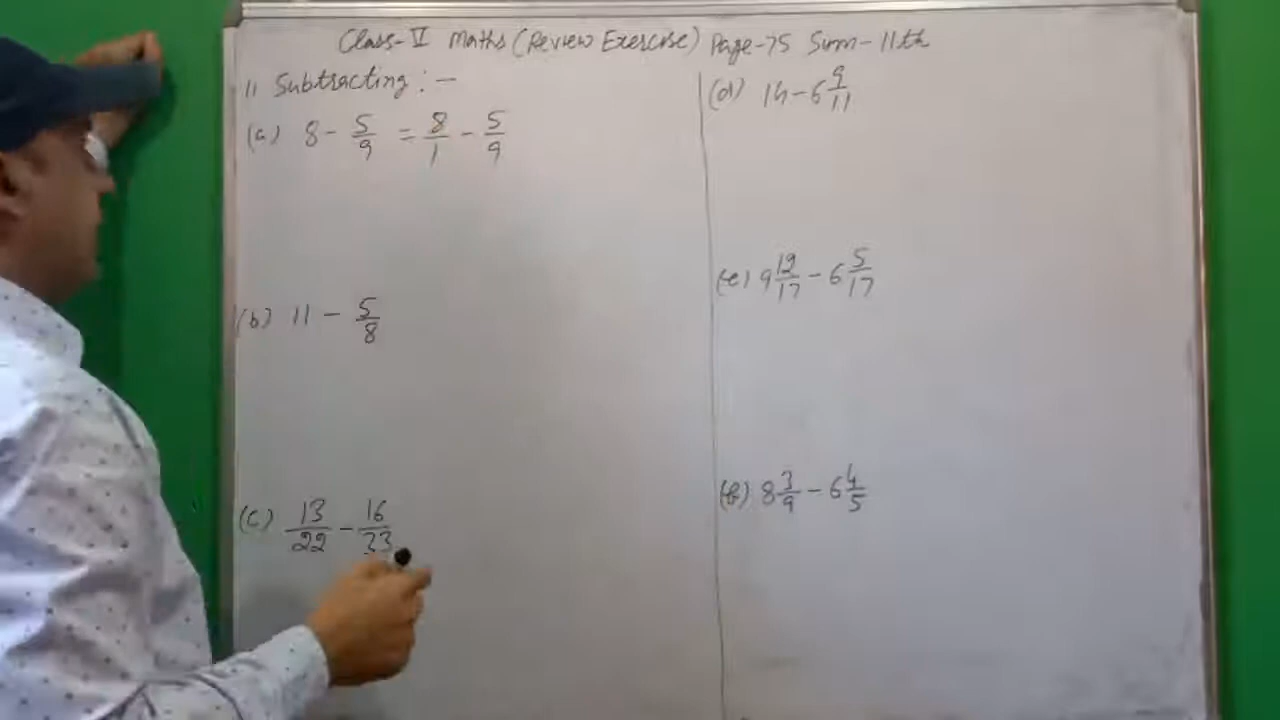 Class-V Maths (Review Exercise) Page-75 Sum-11th
11 Subtracting :-
(a) 8 - 5/9 = 8/1 - 5/9
(b) 11 - 5/8
(c) 13/22 - 16/33
(d) 14 - 6 9/11
(e) 9 12/17 - 6 5/17
(f) 8 3/9 - 6 4/5